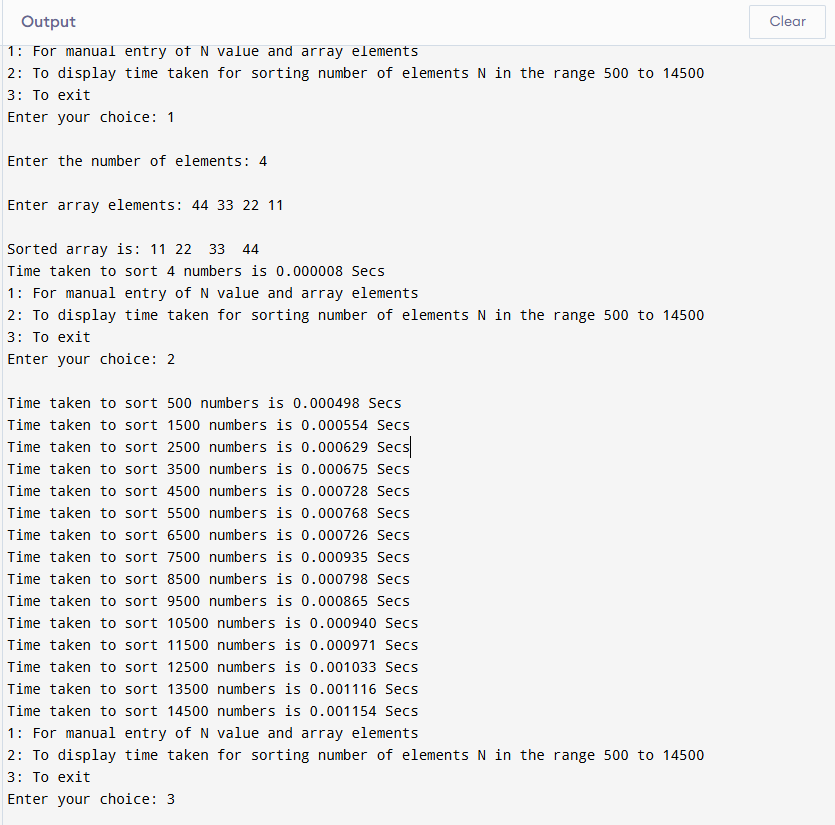 Output
Clear
1: For manual entry of N value and array elements
2: To display time taken for sorting number of elements N in the range 500 to 14500
3: To exit
Enter your choice: 1
Enter the number of elements: 4
Enter array elements: 44 33 22 11
Sorted array is: 11 22  33  44
Time taken to sort 4 numbers is 0.000008 Secs
1: For manual entry of N value and array elements
2: To display time taken for sorting number of elements N in the range 500 to 14500
3: To exit
Enter your choice: 2
Time taken to sort 500 numbers is 0.000498 Secs
Time taken to sort 1500 numbers is 0.000554 Secs
Time taken to sort 2500 numbers is 0.000629 Secs
Time taken to sort 3500 numbers is 0.000675 Secs
Time taken to sort 4500 numbers is 0.000728 Secs
Time taken to sort 5500 numbers is 0.000768 Secs
Time taken to sort 6500 numbers is 0.000726 Secs
Time taken to sort 7500 numbers is 0.000935 Secs
Time taken to sort 8500 numbers is 0.000798 Secs
Time taken to sort 9500 numbers is 0.000865 Secs
Time taken to sort 10500 numbers is 0.000940 Secs
Time taken to sort 11500 numbers is 0.000971 Secs
Time taken to sort 12500 numbers is 0.001033 Secs
Time taken to sort 13500 numbers is 0.001116 Secs
Time taken to sort 14500 numbers is 0.001154 Secs
1: For manual entry of N value and array elements
2: To display time taken for sorting number of elements N in the range 500 to 14500
3: To exit
Enter your choice: 3